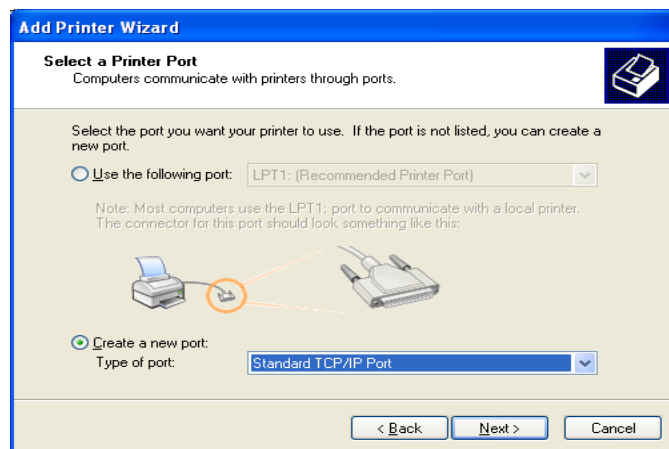 Add Printer Wizard
Select a Printer Port
Computers communicate with printers through ports.
Select the port you want your printer to use. If the port is not listed, you can create a
new port.
Use the following port: LPT1: (Recommended Printer Port)
Note: Most computers use the LPT1: port to communicate with a local printer.
The connector for this port should look something like this:
Create a new port:
Type of port: Standard TCP/IP Port
< Back Next > Cancel